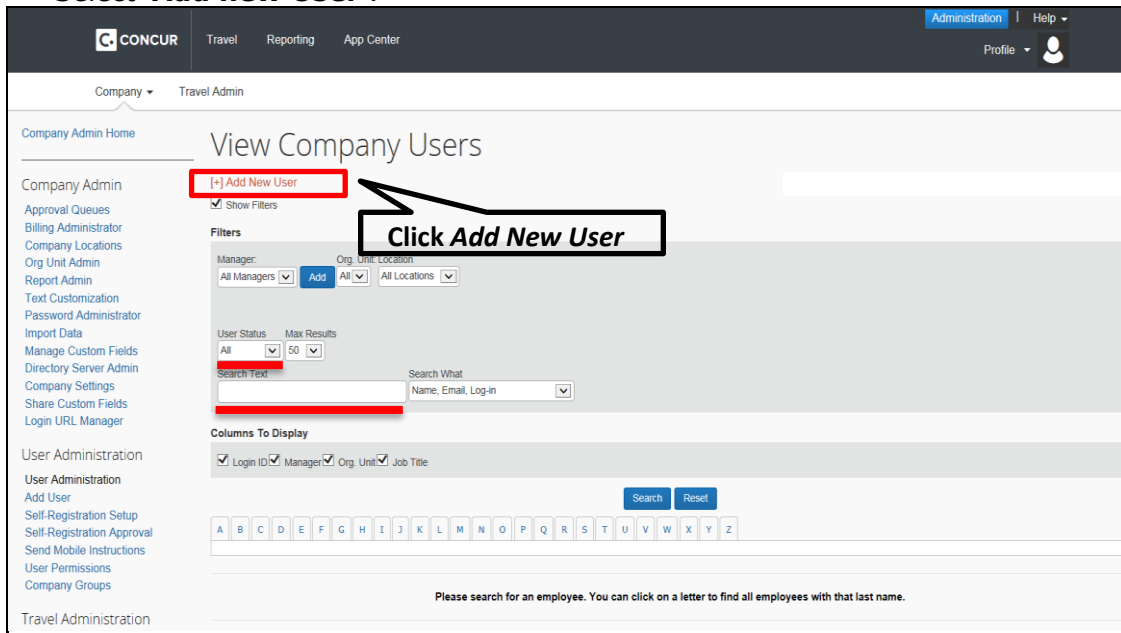 Select 'Add new User'.
Administration | Help
C. CONCUR Travel Reporting App Center
Profile
Company Travel Admin
Company Admin Home
View Company Users
Company Admin
[+] Add New User
Show Filters
Click Add New User
Approval Queues
Billing Administrator
Company Locations
Org Unit Admin
Report Admin
Text Customization
Password Administrator
Import Data
Manage Custom Fields
Directory Server Admin
Company Settings
Share Custom Fields
Login URL Manager
Filters
Manager: Org. Unit: Location
All Managers Add All All Locations
User Status Max Results
All 50
Search Text Search What
Name, Email, Log-in
Columns To Display
Login ID Manager Org. Unit Job Title
Search Reset
A B C D E F G H I J K L M N O P Q R S T U V W X Y Z
Please search for an employee. You can click on a letter to find all employees with that last name.
User Administration
User Administration
Add User
Self-Registration Setup
Self-Registration Approval
Send Mobile Instructions
User Permissions
Company Groups
Travel Administration